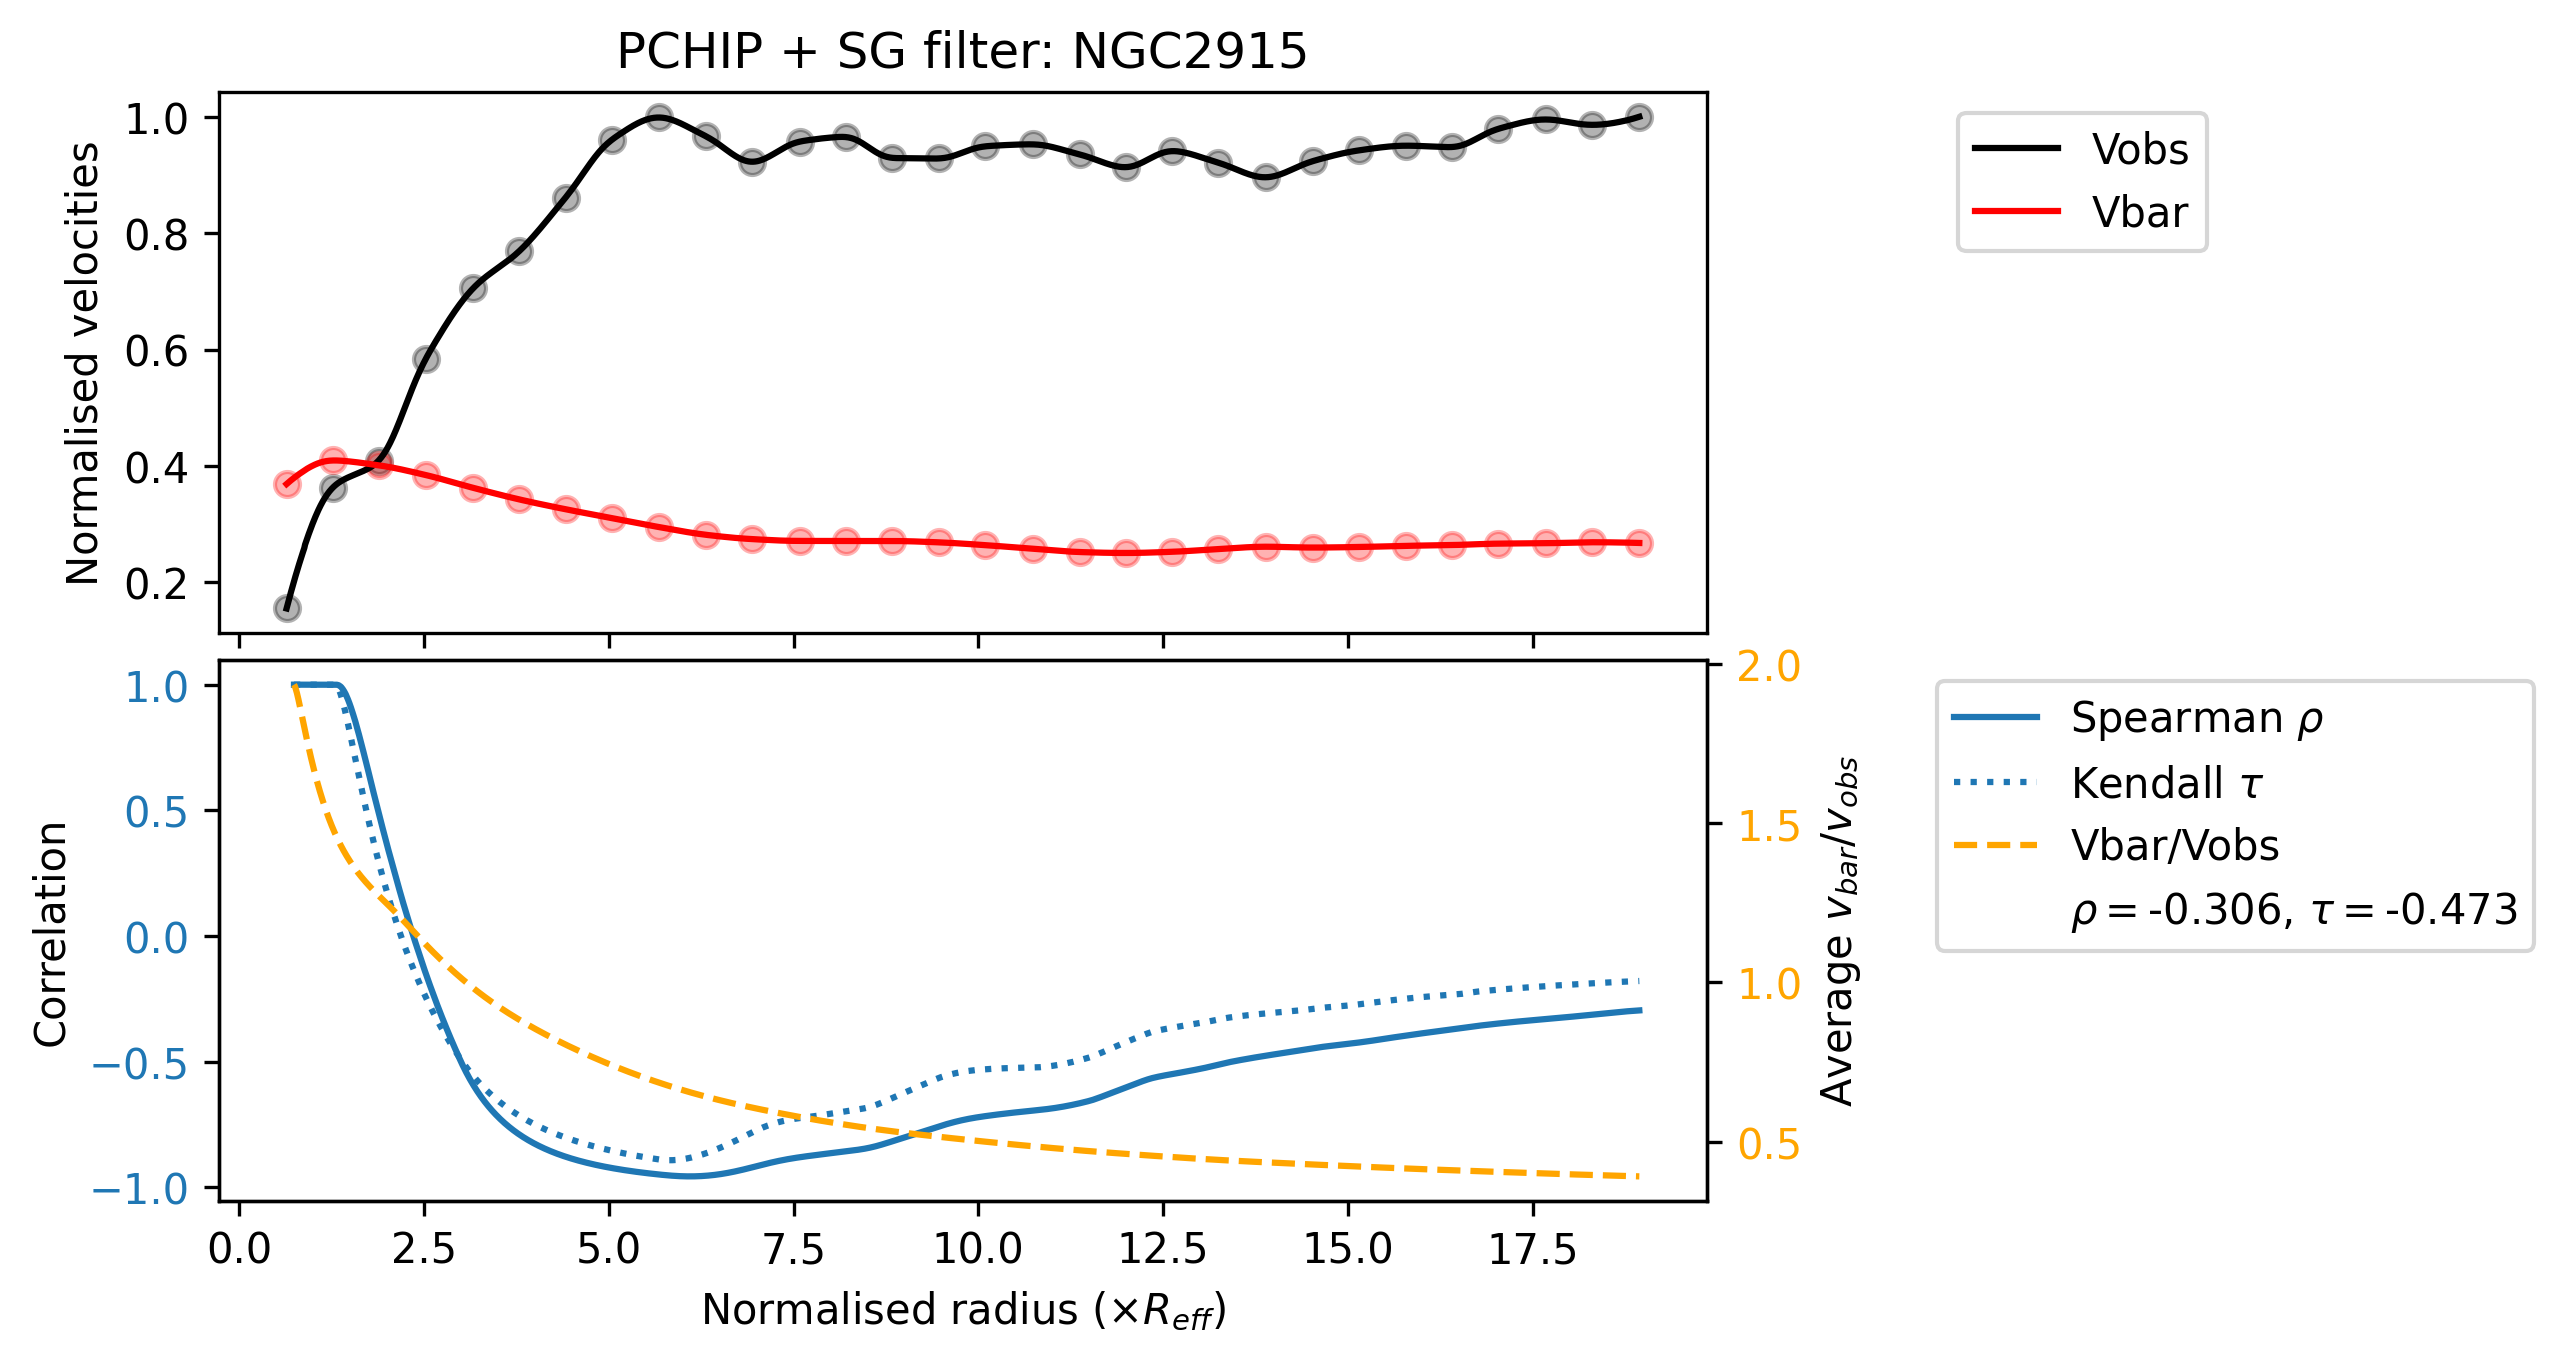 PCHIP + SG filter: NGC2915
Normalised velocities
1.0
0.8
0.6
0.4
0.2
Vobs
Vbar
Correlation
1.0
0.5
0.0
−0.5
−1.0
2.0
1.5
1.0
0.5
Average v_bar/v_obs
Spearman ρ
Kendall τ
Vbar/Vobs
ρ = -0.306, τ = -0.473
0.0 2.5 5.0 7.5 10.0 12.5 15.0 17.5
Normalised radius (×R_eff)